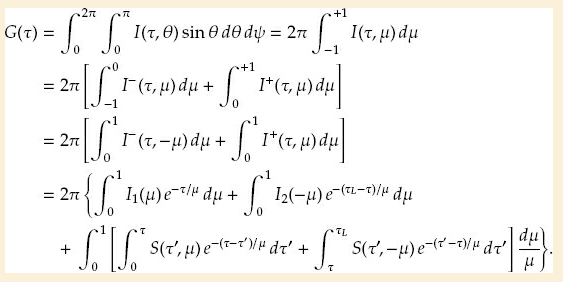 G(τ) = ∫₀^{2π} ∫₀^{π} I(τ, θ) sin θ dθ dψ = 2π ∫₋₁^{+1} I(τ, μ) dμ
= 2π [ ∫₋₁^{0} I⁻(τ, μ) dμ + ∫₀^{+1} I⁺(τ, μ) dμ ]
= 2π [ ∫₀^{1} I⁻(τ, −μ) dμ + ∫₀^{1} I⁺(τ, μ) dμ ]
= 2π { ∫₀^{1} I₁(μ) e^{−τ/μ} dμ + ∫₀^{1} I₂(−μ) e^{−(τ_L−τ)/μ} dμ
+ ∫₀^{1} [ ∫₀^{τ} S(τ′, μ) e^{−(τ−τ′)/μ} dτ′ + ∫_τ^{τ_L} S(τ′, −μ) e^{−(τ′−τ)/μ} dτ′ ] dμ/μ }.